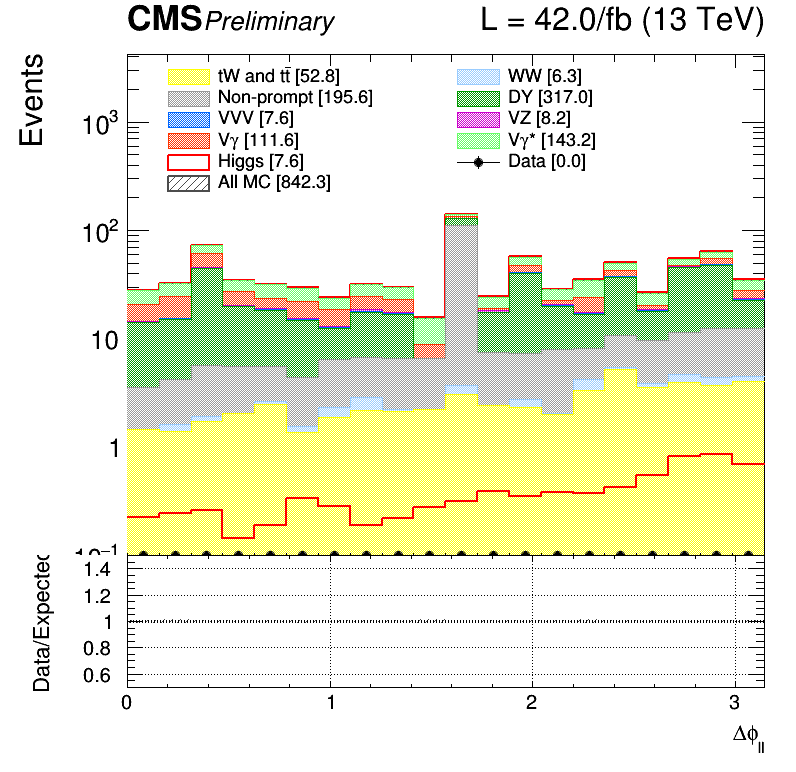 CMS Preliminary L = 42.0/fb (13 TeV)
Events
tW and tt̄ [52.8] WW [6.3]
Non-prompt [195.6] DY [317.0]
VVV [7.6] VZ [8.2]
Vγ [111.6] Vγ* [143.2]
Higgs [7.6] Data [0.0]
All MC [842.3]
10³
10²
10
1
10⁻¹
Data/Expected
1.4
1.2
1
0.8
0.6
0 1 2 3
Δϕll